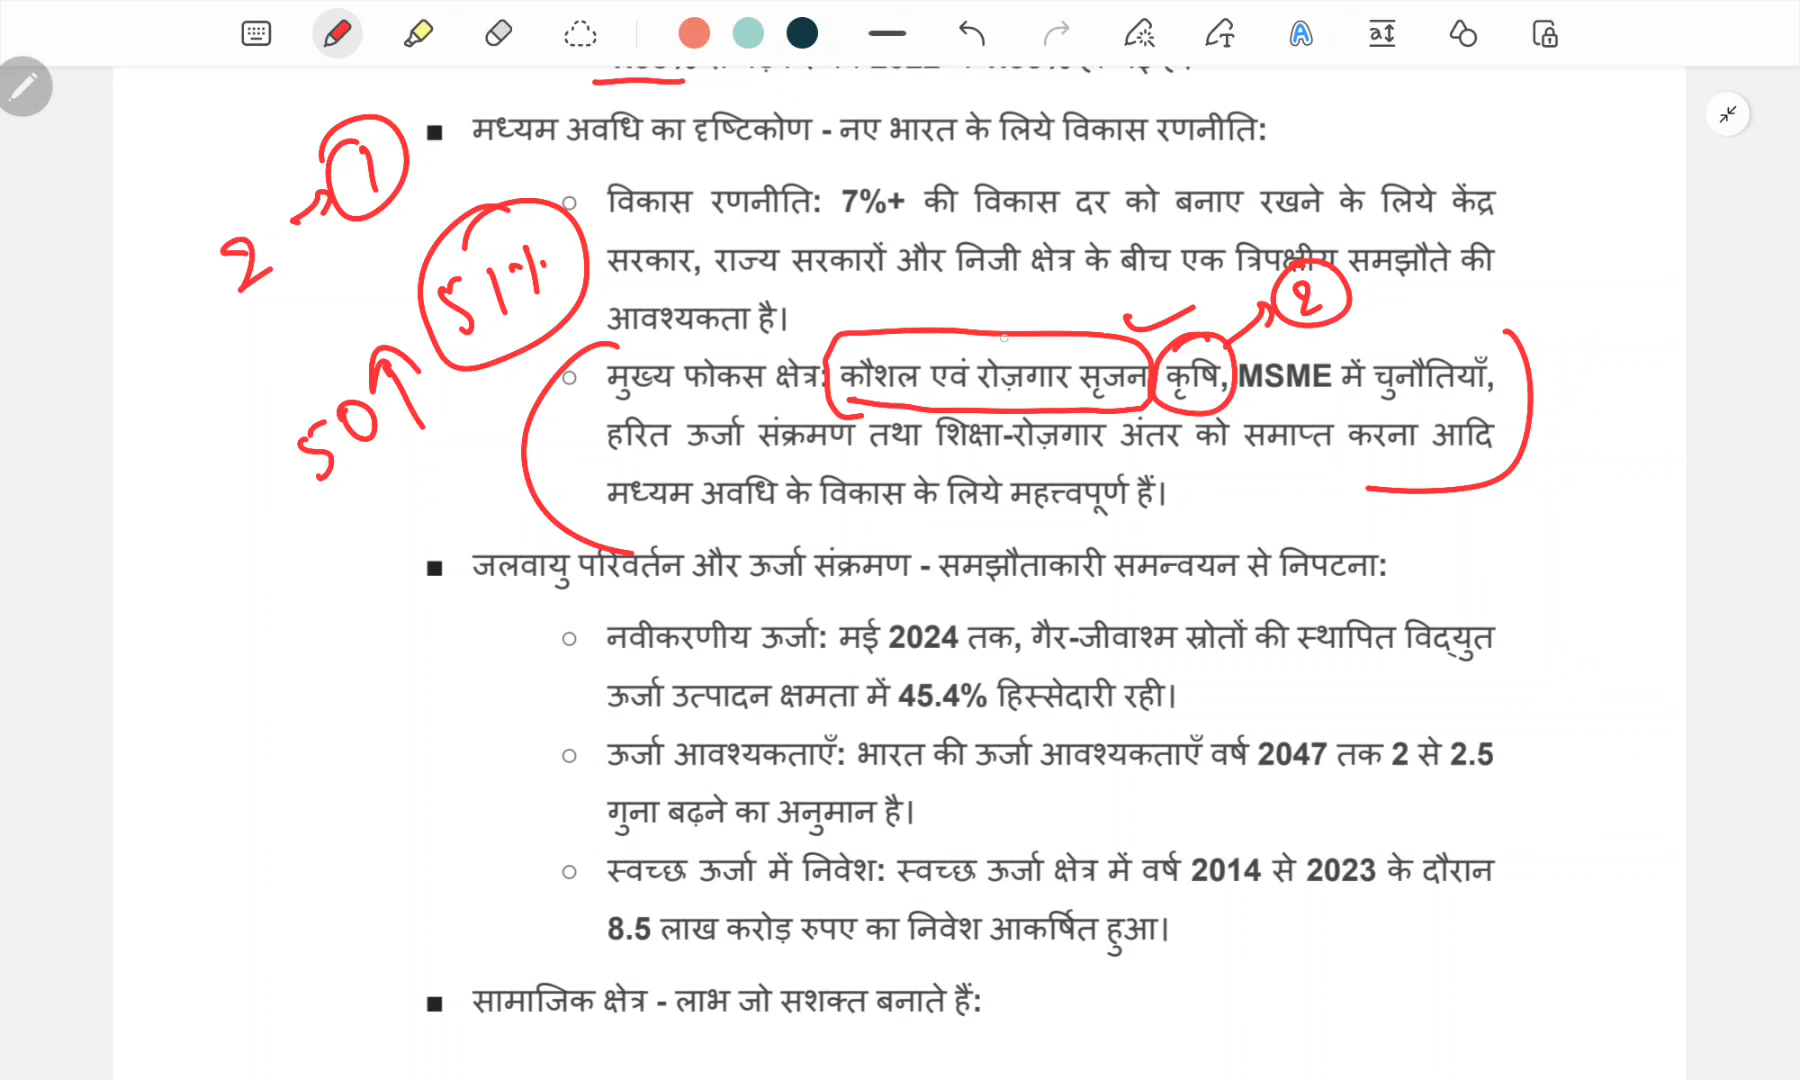 ■ मध्यम अवधि का दृष्टिकोण - नए भारत के लिये विकास रणनीति:
○ विकास रणनीति: 7%+ की विकास दर को बनाए रखने के लिये केंद्र
सरकार, राज्य सरकारों और निजी क्षेत्र के बीच एक त्रिपक्षीय समझौते की
आवश्यकता है।
○ मुख्य फोकस क्षेत्र: कौशल एवं रोज़गार सृजन, कृषि, MSME में चुनौतियाँ,
हरित ऊर्जा संक्रमण तथा शिक्षा-रोज़गार अंतर को समाप्त करना आदि
मध्यम अवधि के विकास के लिये महत्त्वपूर्ण हैं।
2 → 1
51%
50
2
■ जलवायु परिवर्तन और ऊर्जा संक्रमण - समझौताकारी समन्वयन से निपटना:
○ नवीकरणीय ऊर्जा: मई 2024 तक, गैर-जीवाश्म स्रोतों की स्थापित विद्युत
ऊर्जा उत्पादन क्षमता में 45.4% हिस्सेदारी रही।
○ ऊर्जा आवश्यकताएँ: भारत की ऊर्जा आवश्यकताएँ वर्ष 2047 तक 2 से 2.5
गुना बढ़ने का अनुमान है।
○ स्वच्छ ऊर्जा में निवेश: स्वच्छ ऊर्जा क्षेत्र में वर्ष 2014 से 2023 के दौरान
8.5 लाख करोड़ रुपए का निवेश आकर्षित हुआ।
■ सामाजिक क्षेत्र - लाभ जो सशक्त बनाते हैं: